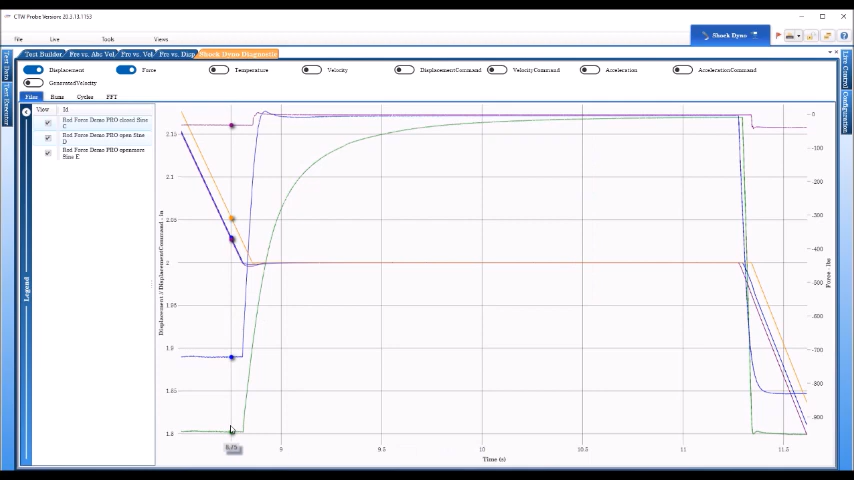 CTW Probe Version: 20.3.13.1153
File Live Tools Views
Shock Dyno
Test Builder Frc vs. Abs Vel Frc vs. Vel Frc vs. Disp Shock Dyno Diagnostic
Displacement Force Temperature Velocity DisplacementCommand VelocityCommand Acceleration AccelerationCommand
GeneratedVelocity
Files Runs Cycles FFT
View Id
Rod Force Demo PRO closed Sine
C
Rod Force Demo PRO open Sine
D
Rod Force Demo PRO openmore
Sine E
Test Data
Test Executor
Legend
Live Control
Configuration
Displacement / DisplacementCommand - In
2.15
2.1
2.05
2
1.95
1.9
1.85
1.8
0
-100
-200
-300
-400
-500
-600
-700
-800
-900
Force - lbs
8.75
9 9.5 10 10.5 11 11.5
Time (s)